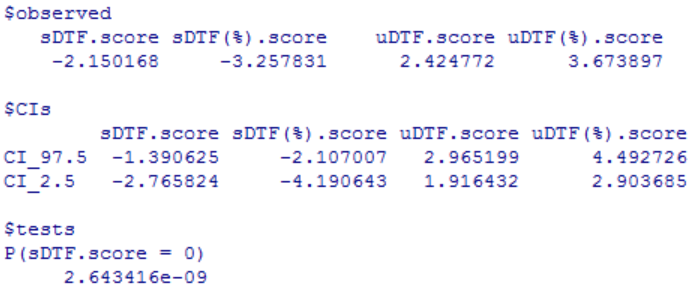 $observed
sDTF.score sDTF(%).score uDTF.score uDTF(%).score
-2.150168 -3.257831 2.424772 3.673897
$CIs
sDTF.score sDTF(%).score uDTF.score uDTF(%).score
CI_97.5 -1.390625 -2.107007 2.965199 4.492726
CI_2.5 -2.765824 -4.190643 1.916432 2.903685
$tests
P(sDTF.score = 0)
2.643416e-09